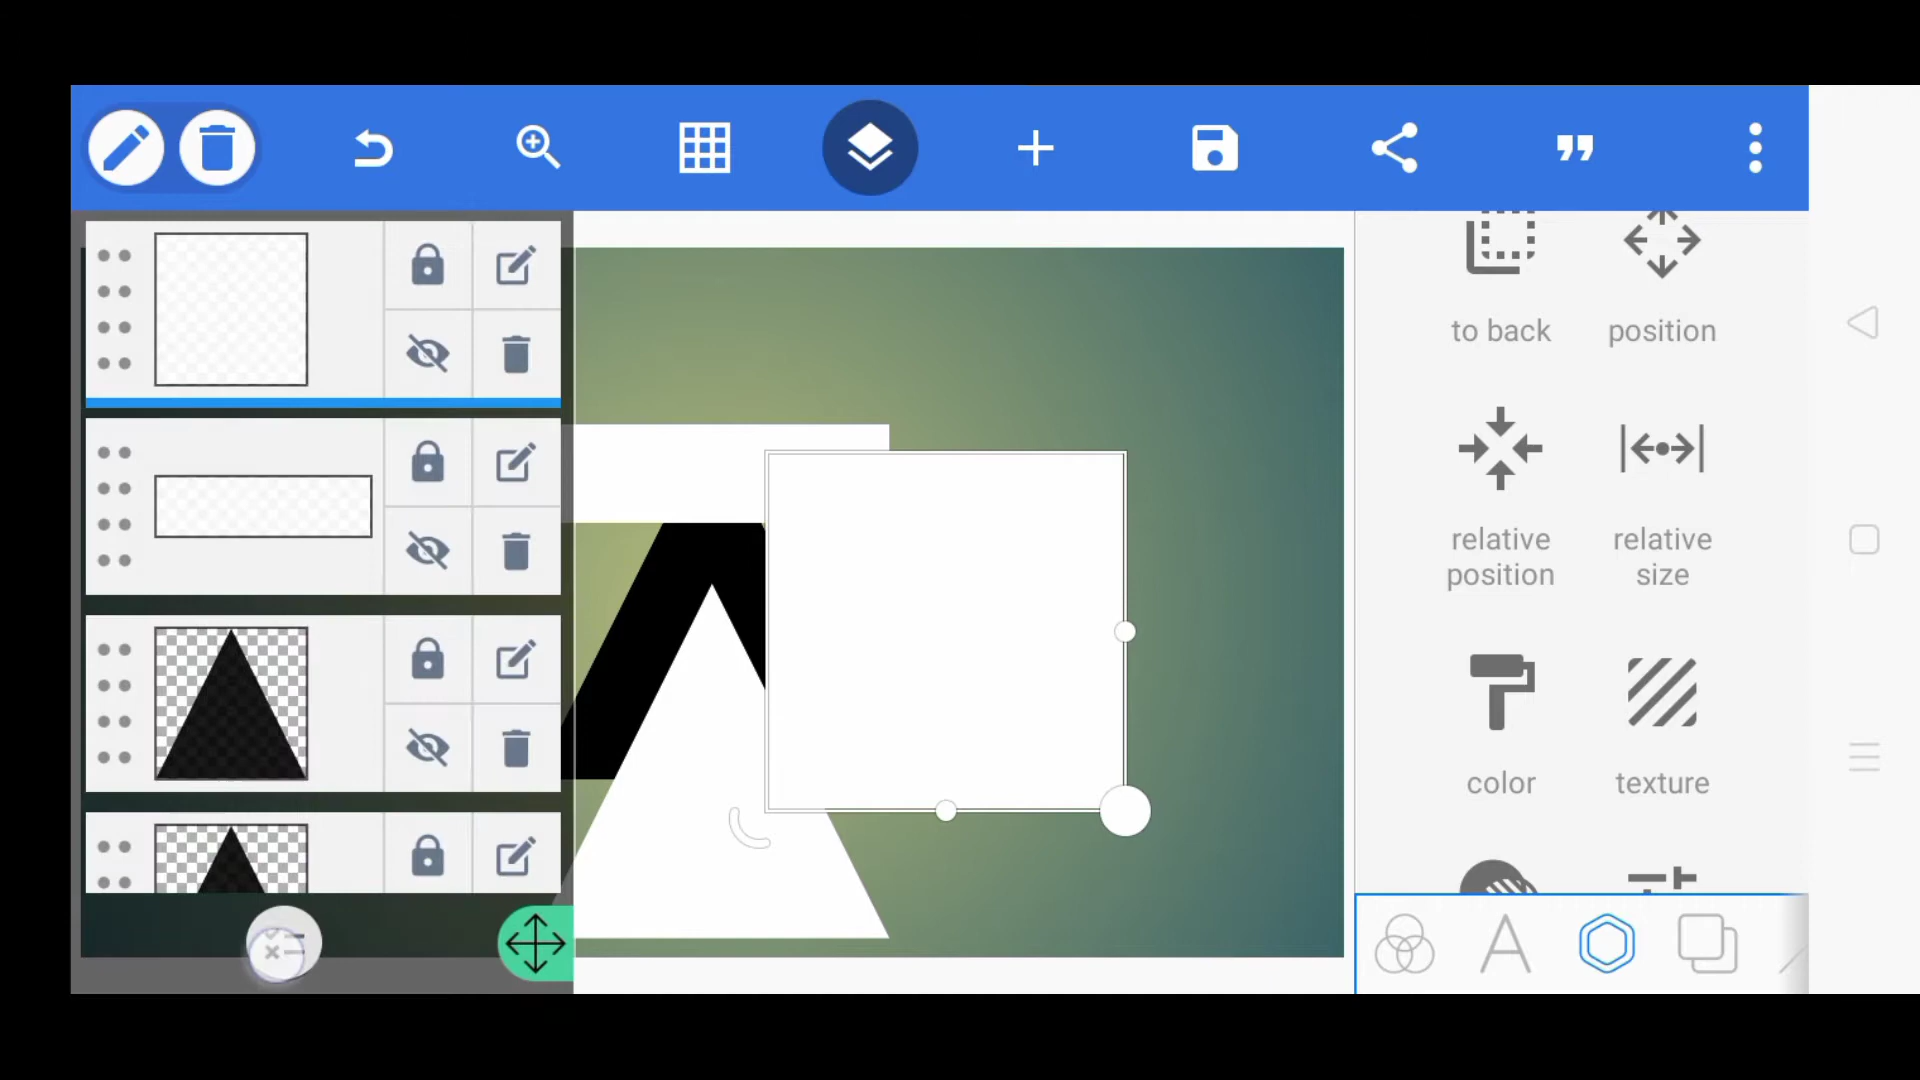 to back
position
relative
position
relative
size
color
texture